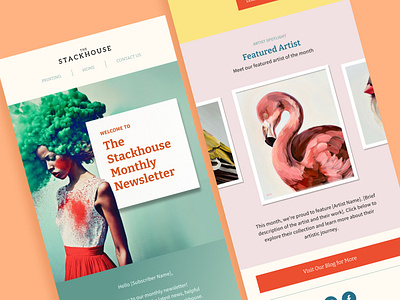 THE
STACKHOUSE
PRINTING
HOME
CONTACT US
WELCOME TO
The
Stackhouse
Monthly
Newsletter
Hello [Subscriber Name],
to our monthly newsletter!
latest news, helpful
ARTIST SPOTLIGHT
Featured Artist
Meet our featured artist of the month
This month, we're proud to feature [Artist Name]. [Brief
description of the artist and their work]. Click below to
explore their collection and learn more about their
artistic journey.
Visit Our Blog for More